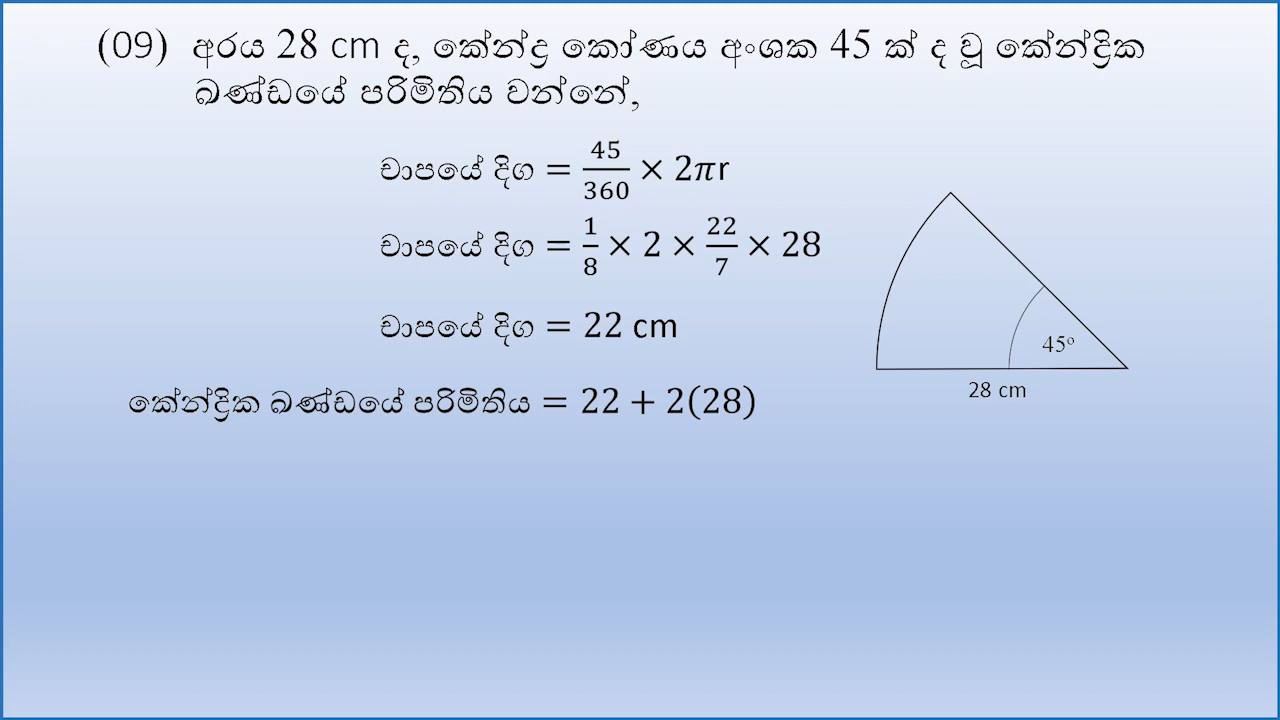 (09) අරය 28 cm ද, කේන්ද්‍ර කෝණය අංශක 45 ක් ද වූ කේන්ද්‍රික
ඛණ්ඩයේ පරිමිතිය වන්නේ,
චාපයේ දිග = 45/360 × 2πr
චාපයේ දිග = 1/8 × 2 × 22/7 × 28
චාපයේ දිග = 22 cm
කේන්ද්‍රික ඛණ්ඩයේ පරිමිතිය = 22 + 2(28)
45°
28 cm